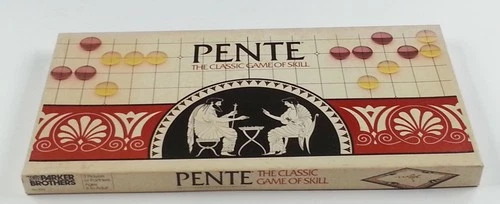 PENTE
THE CLASSIC GAME OF SKILL
PENTE THE CLASSIC
GAME OF SKILL
PARKER
BROTHERS